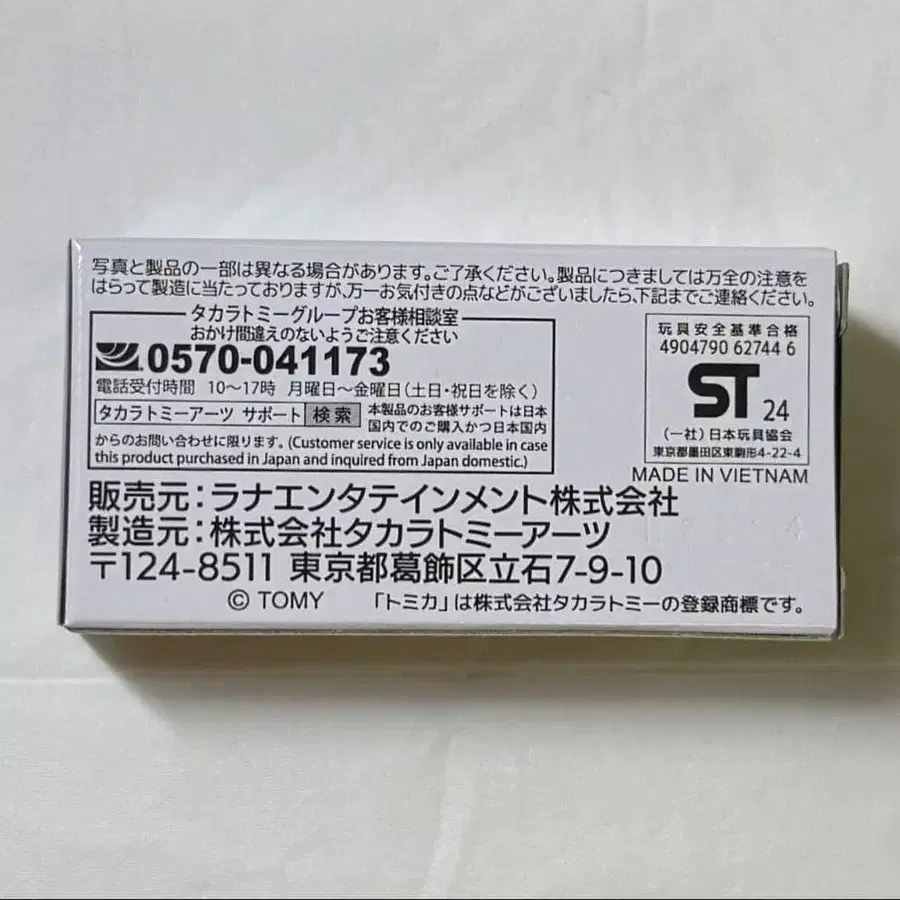 写真と製品の一部は異なる場合があります。ご了承ください。製品につきましては万全の注意を
はらって製造に当たっておりますが、万一お気付きの点などがございましたら、下記までご連絡ください。
タカラトミーグループお客様相談室
おかけ間違えのないようご注意ください
0570-041173
電話受付時間 10〜17時 月曜日〜金曜日(土日・祝日を除く)
タカラトミーアーツ サポート 検索 本製品のお客様サポートは日本
国内でのご購入かつ日本国内
からのお問い合わせに限ります。(Customer service is only available in case
this product purchased in Japan and inquired from Japan domestic.)
玩具安全基準合格
4904790 62744 6
ST 24
(一社)日本玩具協会
東京都墨田区東駒形4-22-4
MADE IN VIETNAM
販売元:ラナエンタテインメント株式会社
製造元:株式会社タカラトミーアーツ
〒124-8511 東京都葛飾区立石7-9-10
© TOMY 「トミカ」は株式会社タカラトミーの登録商標です。